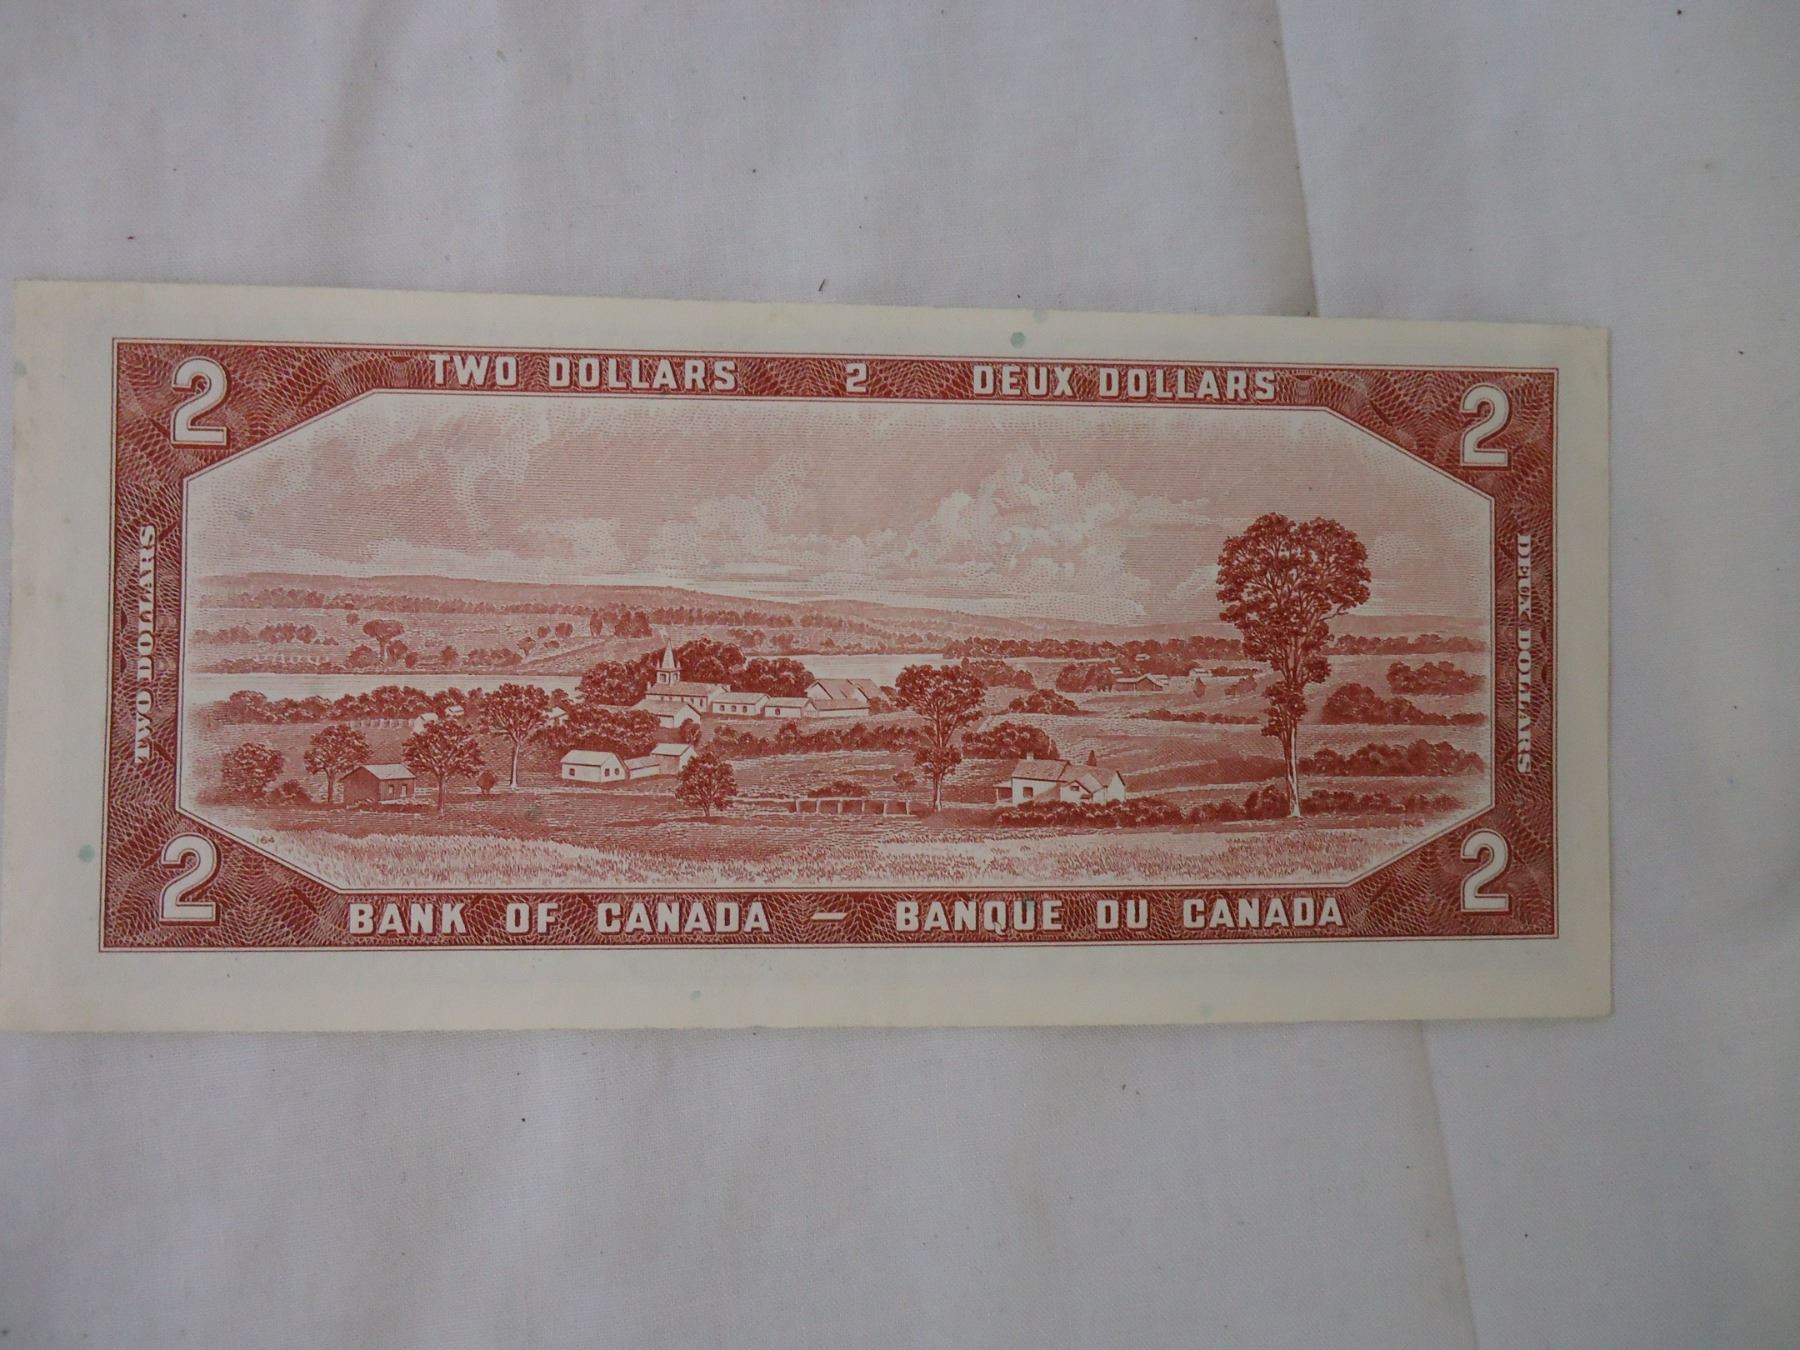 2 TWO DOLLARS 2 DEUX DOLLARS 2
TWO DOLLARS
DEUX DOLLARS
164
2 BANK OF CANADA – BANQUE DU CANADA 2